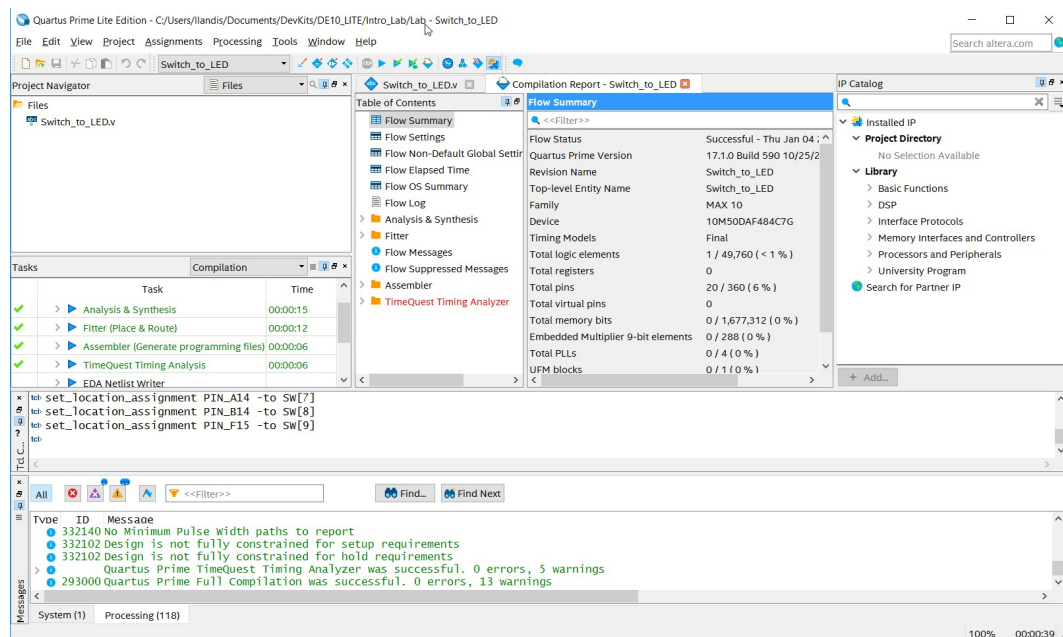 Quartus Prime Lite Edition - C:/Users/llandis/Documents/DevKits/DE10_LITE/Intro_Lab/Lab - Switch_to_LED
File Edit View Project Assignments Processing Tools Window Help
Search altera.com
Switch_to_LED
Project Navigator
Files
Files
Switch_to_LED.v
Tasks
Compilation
Task Time
Analysis & Synthesis 00:00:15
Fitter (Place & Route) 00:00:12
Assembler (Generate programming files) 00:00:06
TimeQuest Timing Analysis 00:00:06
EDA Netlist Writer
Switch_to_LED.v
Compilation Report - Switch_to_LED
Table of Contents
Flow Summary
Flow Settings
Flow Non-Default Global Settir
Flow Elapsed Time
Flow OS Summary
Flow Log
Analysis & Synthesis
Fitter
Flow Messages
Flow Suppressed Messages
Assembler
TimeQuest Timing Analyzer
Flow Summary
<<Filter>>
Flow Status Successful - Thu Jan 04
Quartus Prime Version 17.1.0 Build 590 10/25/2
Revision Name Switch_to_LED
Top-level Entity Name Switch_to_LED
Family MAX 10
Device 10M50DAF484C7G
Timing Models Final
Total logic elements 1 / 49,760 ( < 1 % )
Total registers 0
Total pins 20 / 360 ( 6 % )
Total virtual pins 0
Total memory bits 0 / 1,677,312 ( 0 % )
Embedded Multiplier 9-bit elements 0 / 288 ( 0 % )
Total PLLs 0 / 4 ( 0 % )
UFM blocks 0 / 1 ( 0 % )
IP Catalog
Installed IP
Project Directory
No Selection Available
Library
Basic Functions
DSP
Interface Protocols
Memory Interfaces and Controllers
Processors and Peripherals
University Program
Search for Partner IP
+ Add...
Tcl C...
tcl> set_location_assignment PIN_A14 -to SW[7]
tcl> set_location_assignment PIN_B14 -to SW[8]
tcl> set_location_assignment PIN_F15 -to SW[9]
tcl>
All
<<Filter>>
Find...
Find Next
Type ID Message
332140 No Minimum Pulse Width paths to report
332102 Design is not fully constrained for setup requirements
332102 Design is not fully constrained for hold requirements
Quartus Prime TimeQuest Timing Analyzer was successful. 0 errors, 5 warnings
293000 Quartus Prime Full Compilation was successful. 0 errors, 13 warnings
Messages
System (1)
Processing (118)
100% 00:00:39